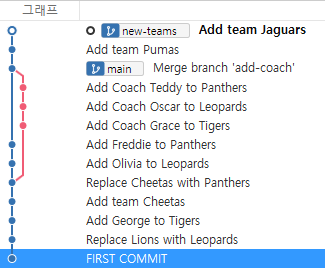 그래프
new-teams Add team Jaguars
Add team Pumas
main Merge branch 'add-coach'
Add Coach Teddy to Panthers
Add Coach Oscar to Leopards
Add Coach Grace to Tigers
Add Freddie to Panthers
Add Olivia to Leopards
Replace Cheetas with Panthers
Add team Cheetas
Add George to Tigers
Replace Lions with Leopards
FIRST COMMIT